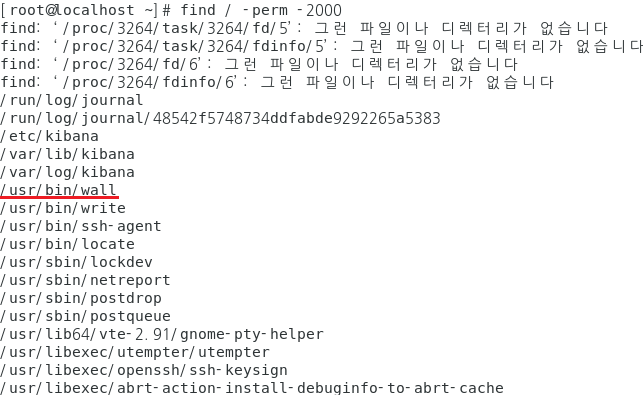 [root@localhost ~]# find / -perm -2000
find: ‘/proc/3264/task/3264/fd/5’: 그런 파일이나 디렉터리가 없습니다
find: ‘/proc/3264/task/3264/fdinfo/5’: 그런 파일이나 디렉터리가 없습니다
find: ‘/proc/3264/fd/6’: 그런 파일이나 디렉터리가 없습니다
find: ‘/proc/3264/fdinfo/6’: 그런 파일이나 디렉터리가 없습니다
/run/log/journal
/run/log/journal/48542f5748734ddfabde9292265a5383
/etc/kibana
/var/lib/kibana
/var/log/kibana
/usr/bin/wall
/usr/bin/write
/usr/bin/ssh-agent
/usr/bin/locate
/usr/sbin/lockdev
/usr/sbin/netreport
/usr/sbin/postdrop
/usr/sbin/postqueue
/usr/lib64/vte-2.91/gnome-pty-helper
/usr/libexec/utempter/utempter
/usr/libexec/openssh/ssh-keysign
/usr/libexec/abrt-action-install-debuginfo-to-abrt-cache